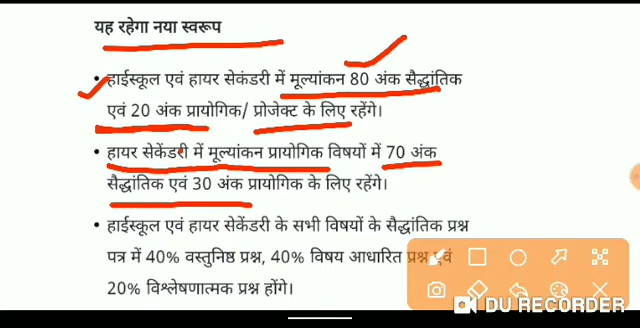 यह रहेगा नया स्वरूप
• हाईस्कूल एवं हायर सेकंडरी में मूल्यांकन 80 अंक सैद्धांतिक
एवं 20 अंक प्रायोगिक/ प्रोजेक्ट के लिए रहेंगे।
• हायर सेकेंडरी में मूल्यांकन प्रायोगिक विषयों में 70 अंक
सैद्धांतिक एवं 30 अंक प्रायोगिक के लिए रहेंगे।
• हाईस्कूल एवं हायर सेकेंडरी के सभी विषयों के सैद्धांतिक प्रश्न
पत्र में 40% वस्तुनिष्ठ प्रश्न, 40% विषय आधारित प्रश्न एवं
20% विश्लेषणात्मक प्रश्न होंगे।
DU RECORDER